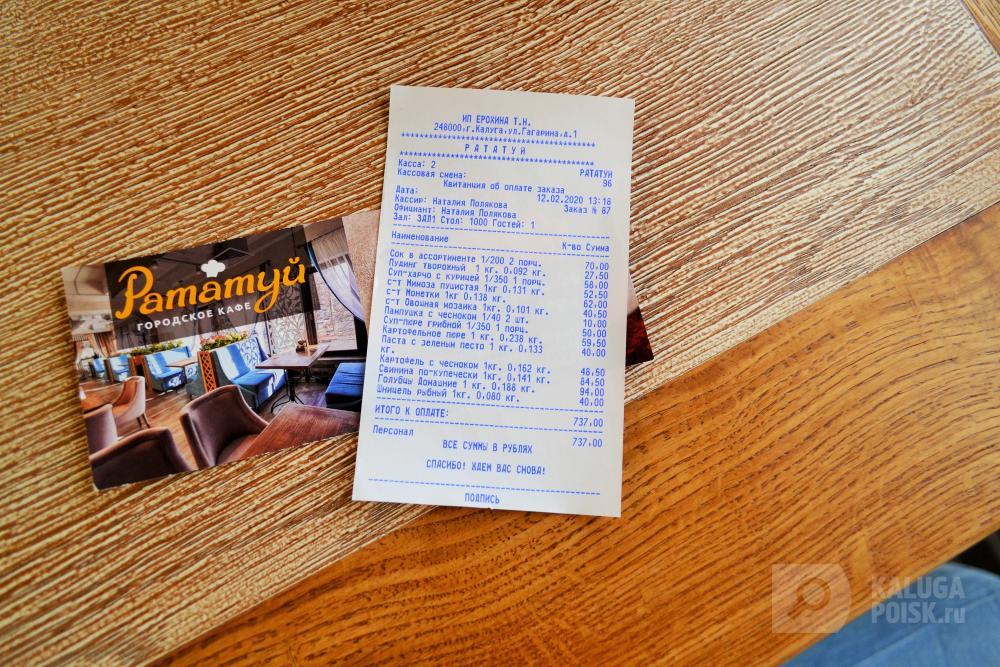 Рататуй
ГОРОДСКОЕ КАФЕ
ИП ЕРОХИНА Т.Н.
248000,г.Калуга,ул.Гагарина,д.1
****************************************
Р А Т А Т У Й
****************************************
Касса: 2 РАТАТУЙ
Кассовая смена: 96
Квитанция об оплате заказа
Дата: 12.02.2020 13:18
Кассир: Наталия Полякова Заказ № 87
Официант: Наталия Полякова
Зал: ЗАЛ1 Стол: 1000 Гостей: 1
Наименование К-во Сумма
Сок в ассортименте 1/200 2 порц. 70,00
Пудинг творожный 1 кг. 0,092 кг. 27,50
Суп-харчо с курицей 1/350 1 порц. 58,00
с-т Мимоза пушистая 1кг 0,131 кг. 52,50
с-т Монетки 1кг 0,138 кг. 62,00
с-т Овощная мозаика 1кг. 0,101 кг. 40,50
Пампушка с чесноком 1/40 2 шт. 10,00
Суп-пюре грибной 1/350 1 порц. 50,00
Картофельное пюре 1 кг. 0,238 кг. 59,50
Паста с зеленым песто 1 кг. 0,133 40,00
кг.
Картофель с чесноком 1кг. 0,162 кг. 48,50
Свинина по-купечески 1кг. 0,141 кг. 84,50
Голубцы Домашние 1 кг. 0,188 кг. 94,00
Шницель рыбный 1кг. 0,080 кг. 40,00
ИТОГО К ОПЛАТЕ: 737,00
Персонал 737,00
ВСЕ СУММЫ В РУБЛЯХ
СПАСИБО! ЖДЕМ ВАС СНОВА!
ПОДПИСЬ
KALUGA
POISK.ru